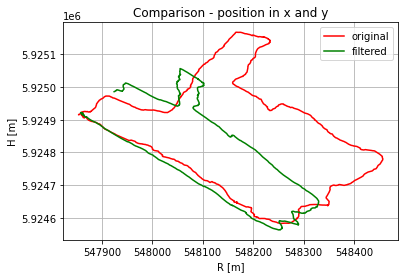 Comparison - position in x and y
1e6
original
filtered
5.9251
5.9250
5.9249
5.9248
5.9247
5.9246
H [m]
547900 548000 548100 548200 548300 548400
R [m]